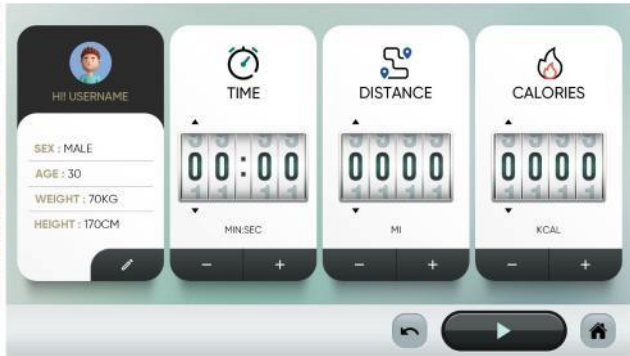 HI! USERNAME
SEX : MALE
AGE : 30
WEIGHT : 70KG
HEIGHT : 170CM
TIME
00:00
MIN:SEC
- +
DISTANCE
0000
MI
- +
CALORIES
0000
KCAL
- +